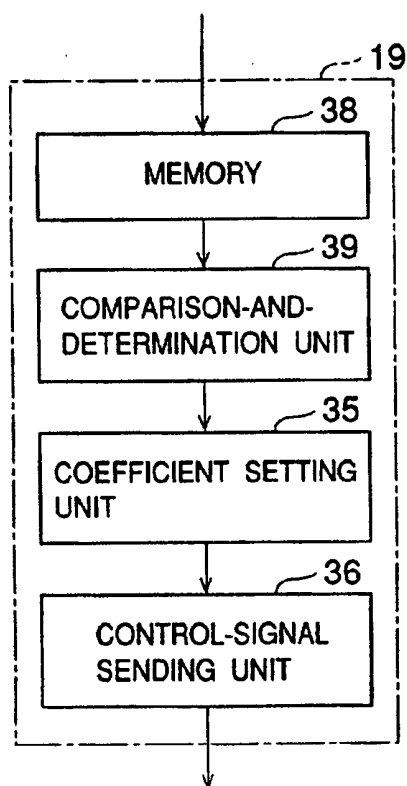 19
38
MEMORY
39
COMPARISON-AND-
DETERMINATION UNIT
35
COEFFICIENT SETTING
UNIT
36
CONTROL-SIGNAL
SENDING UNIT